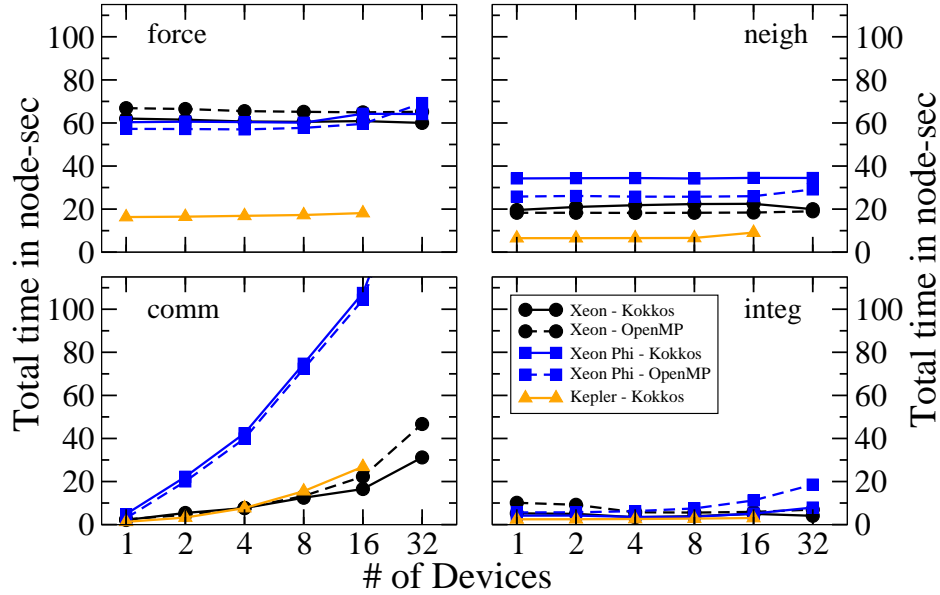 force
neigh
100
80
60
40
20
0
100
80
60
40
20
0
Total time in node-sec
Total time in node-sec
comm
integ
100
80
60
40
20
0
100
80
60
40
20
0
Xeon - Kokkos
Xeon - OpenMP
Xeon Phi - Kokkos
Xeon Phi - OpenMP
Kepler - Kokkos
1 2 4 8 16 32
1 2 4 8 16 32
# of Devices